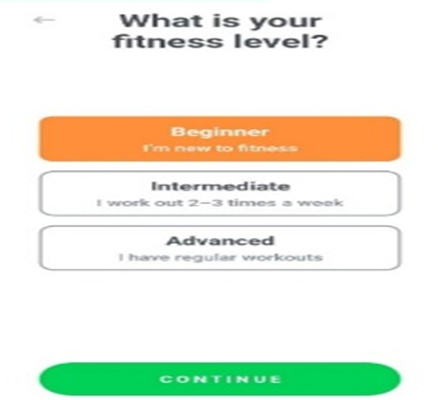 What is your
fitness level?
Beginner
I'm new to fitness
Intermediate
I work out 2–3 times a week
Advanced
I have regular workouts
CONTINUE